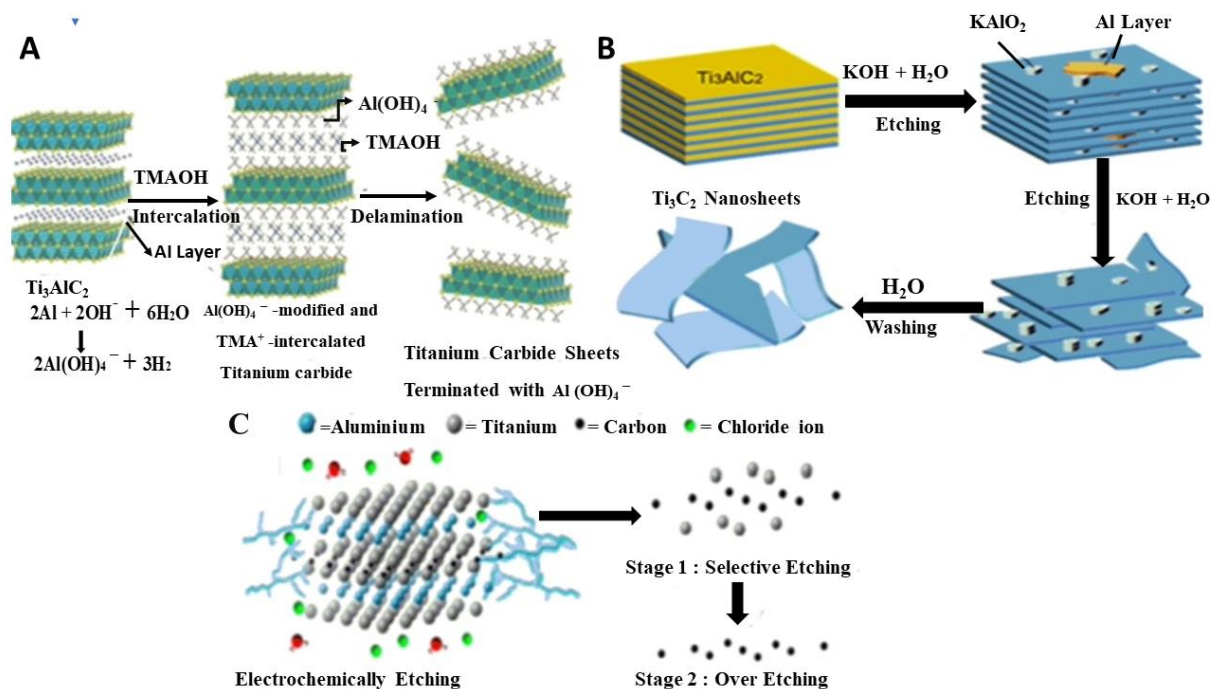 A
Al(OH)₄⁻
TMAOH
TMAOH
Intercalation
Delamination
Al Layer
Ti₃AlC₂
2Al + 2OH⁻ + 6H₂O
2Al(OH)₄⁻ + 3H₂
Al(OH)₄⁻ -modified and
TMA⁺ -intercalated
Titanium carbide
Titanium Carbide Sheets
Terminated with Al (OH)₄⁻
B
KAlO₂
Al Layer
Ti₃AlC₂
KOH + H₂O
Etching
Etching
KOH + H₂O
Ti₃C₂ Nanosheets
H₂O
Washing
C
=Aluminium
=Titanium
= Carbon
= Chloride ion
Electrochemically Etching
Stage 1 : Selective Etching
Stage 2 : Over Etching